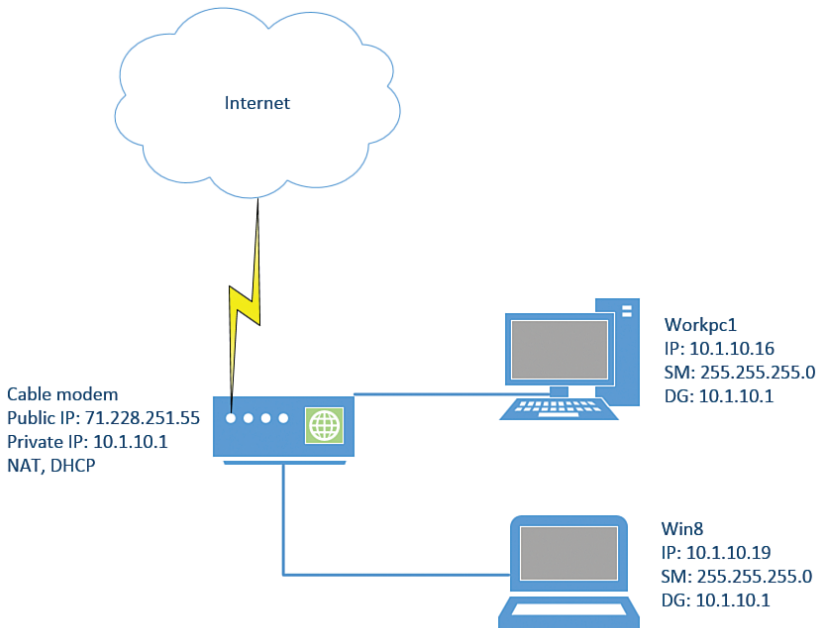 Internet
Workpc1
IP: 10.1.10.16
SM: 255.255.255.0
DG: 10.1.10.1
Cable modem
Public IP: 71.228.251.55
Private IP: 10.1.10.1
NAT, DHCP
Win8
IP: 10.1.10.19
SM: 255.255.255.0
DG: 10.1.10.1